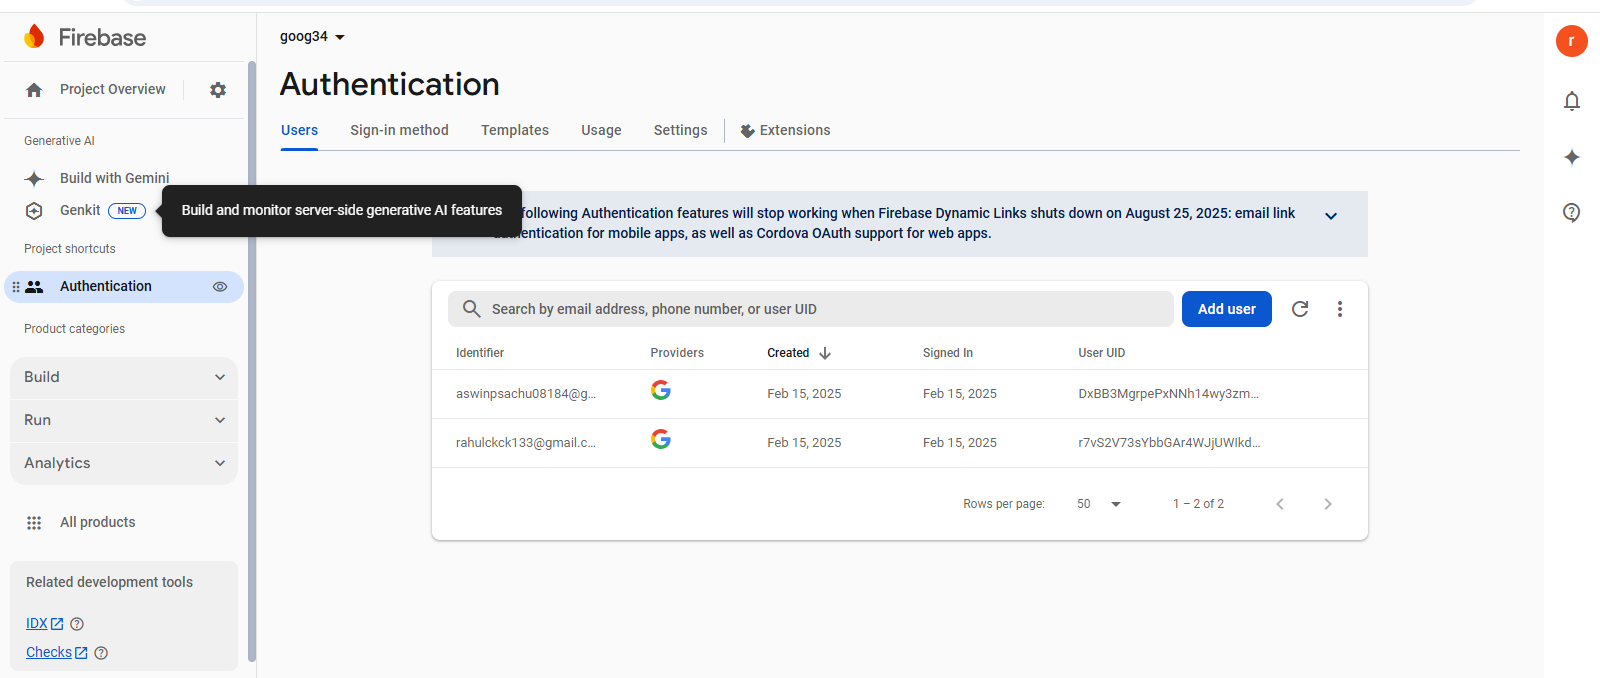 Firebase
goog34
r
Project Overview
Authentication
Users Sign-in method Templates Usage Settings Extensions
Generative AI
Build with Gemini
Genkit NEW
Build and monitor server-side generative AI features
following Authentication features will stop working when Firebase Dynamic Links shuts down on August 25, 2025: email link
authentication for mobile apps, as well as Cordova OAuth support for web apps.
Project shortcuts
Authentication
Product categories
Build
Run
Analytics
All products
Related development tools
IDX
Checks
Search by email address, phone number, or user UID Add user
Identifier Providers Created Signed In User UID
aswinpsachu08184@g... Feb 15, 2025 Feb 15, 2025 DxBB3MgrpePxNNh14wy3zm...
rahulckck133@gmail.c... Feb 15, 2025 Feb 15, 2025 r7vS2V73sYbbGAr4WJjUWIkd...
Rows per page: 50 1 – 2 of 2